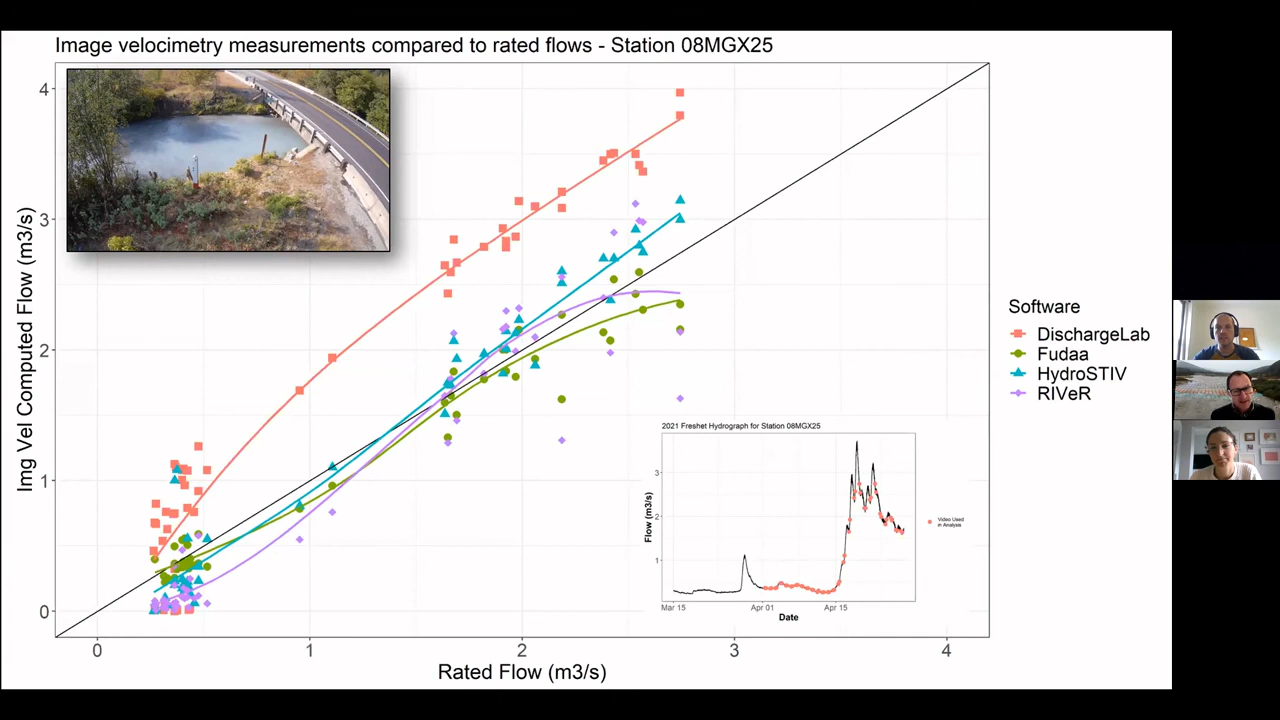 Image velocimetry measurements compared to rated flows - Station 08MGX25
Img Vel Computed Flow (m3/s)
4
3
2
1
0
0 1 2 3 4
Rated Flow (m3/s)
Software
DischargeLab
Fudaa
HydroSTIV
RIVeR
2021 Freshet Hydrograph for Station 08MGX25
Flow (m3/s)
3
2
1
Mar 15 Apr 01 Apr 15
Date
Video Used
in Analysis